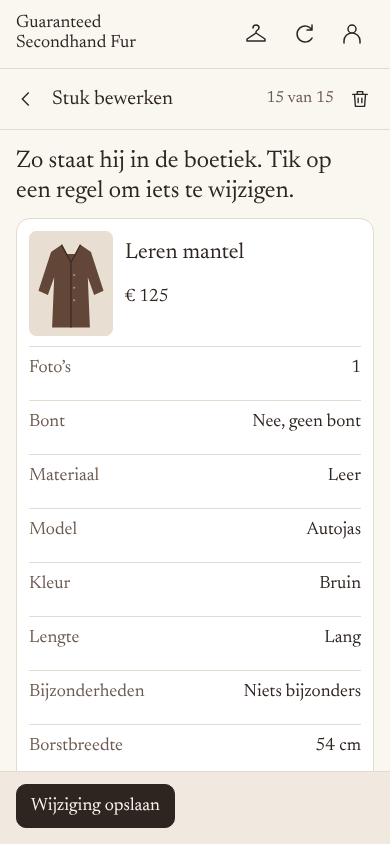 Guaranteed
Secondhand Fur
Stuk bewerken
15 van 15
Zo staat hij in de boetiek. Tik op
een regel om iets te wijzigen.
Leren mantel
€ 125
Foto’s 1
Bont Nee, geen bont
Materiaal Leer
Model Autojas
Kleur Bruin
Lengte Lang
Bijzonderheden Niets bijzonders
Borstbreedte 54 cm
Wijziging opslaan